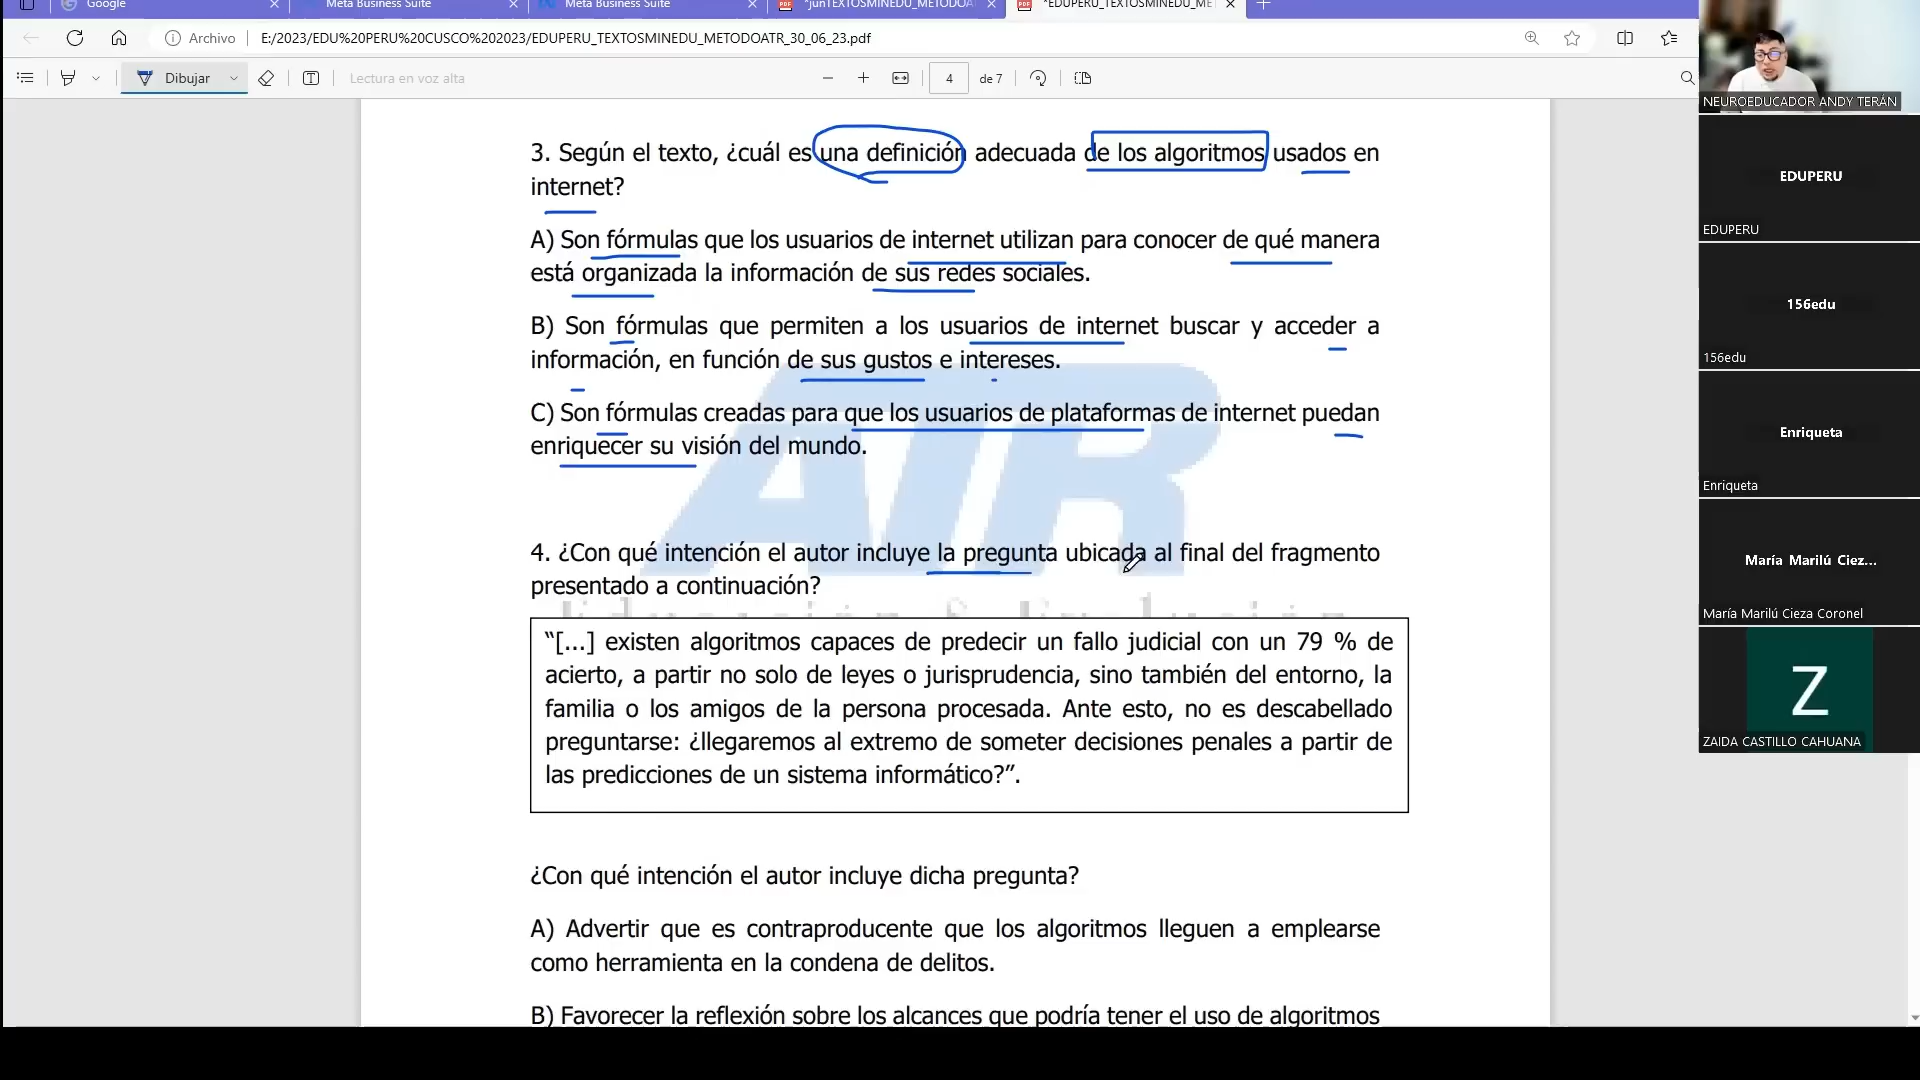 Google
Meta Business Suite
Meta Business Suite
*junTEXTOSMINEDU_METODOA
*EDUPERU_TEXTOSMINEDU_ME
Archivo
E:/2023/EDU%20PERU%20CUSCO%202023/EDUPERU_TEXTOSMINEDU_METODOATR_30_06_23.pdf
Dibujar
Lectura en voz alta
4
de 7
3. Según el texto, ¿cuál es una definición adecuada de los algoritmos usados en
internet?
A) Son fórmulas que los usuarios de internet utilizan para conocer de qué manera
está organizada la información de sus redes sociales.
B) Son fórmulas que permiten a los usuarios de internet buscar y acceder a
información, en función de sus gustos e intereses.
C) Son fórmulas creadas para que los usuarios de plataformas de internet puedan
enriquecer su visión del mundo.
ATR
4. ¿Con qué intención el autor incluye la pregunta ubicada al final del fragmento
presentado a continuación?
“[...] existen algoritmos capaces de predecir un fallo judicial con un 79 % de
acierto, a partir no solo de leyes o jurisprudencia, sino también del entorno, la
familia o los amigos de la persona procesada. Ante esto, no es descabellado
preguntarse: ¿llegaremos al extremo de someter decisiones penales a partir de
las predicciones de un sistema informático?”.
¿Con qué intención el autor incluye dicha pregunta?
A) Advertir que es contraproducente que los algoritmos lleguen a emplearse
como herramienta en la condena de delitos.
B) Favorecer la reflexión sobre los alcances que podría tener el uso de algoritmos
NEUROEDUCADOR ANDY TERÁN
EDUPERU
EDUPERU
156edu
156edu
Enriqueta
Enriqueta
María Marilú Ciez...
María Marilú Cieza Coronel
Z
ZAIDA CASTILLO CAHUANA